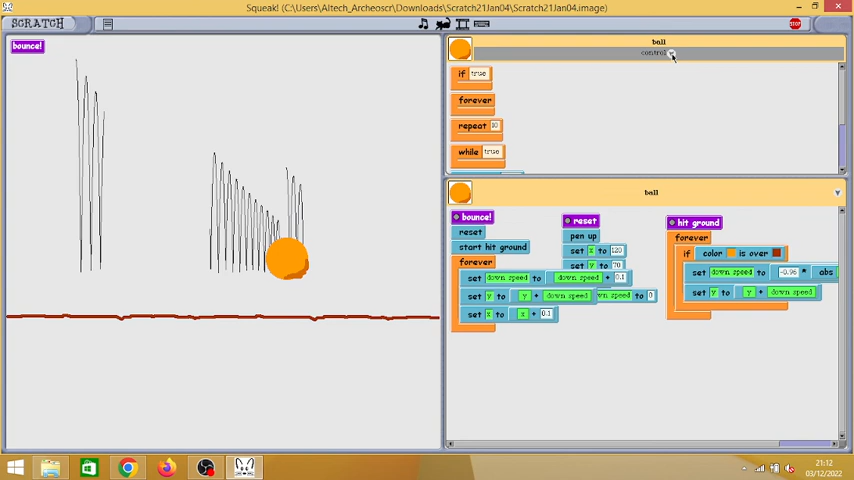 Squeak! (C:\Users\Altech_Archeoscr\Downloads\Scratch21Jan04\Scratch21Jan04.image)
SCRATCH
STOP
bounce!
ball
control
if true
forever
repeat 10
while true
ball
bounce!
reset
start hit ground
forever
set down speed to down speed + 0.1
set y to y + down speed
set x to x + 0.1
reset
pen up
set x to 120
set y to 70
wn speed to 0
hit ground
forever
if color is over
set down speed to -0.96 * abs
set y to y + down speed
21:12
03/12/2022